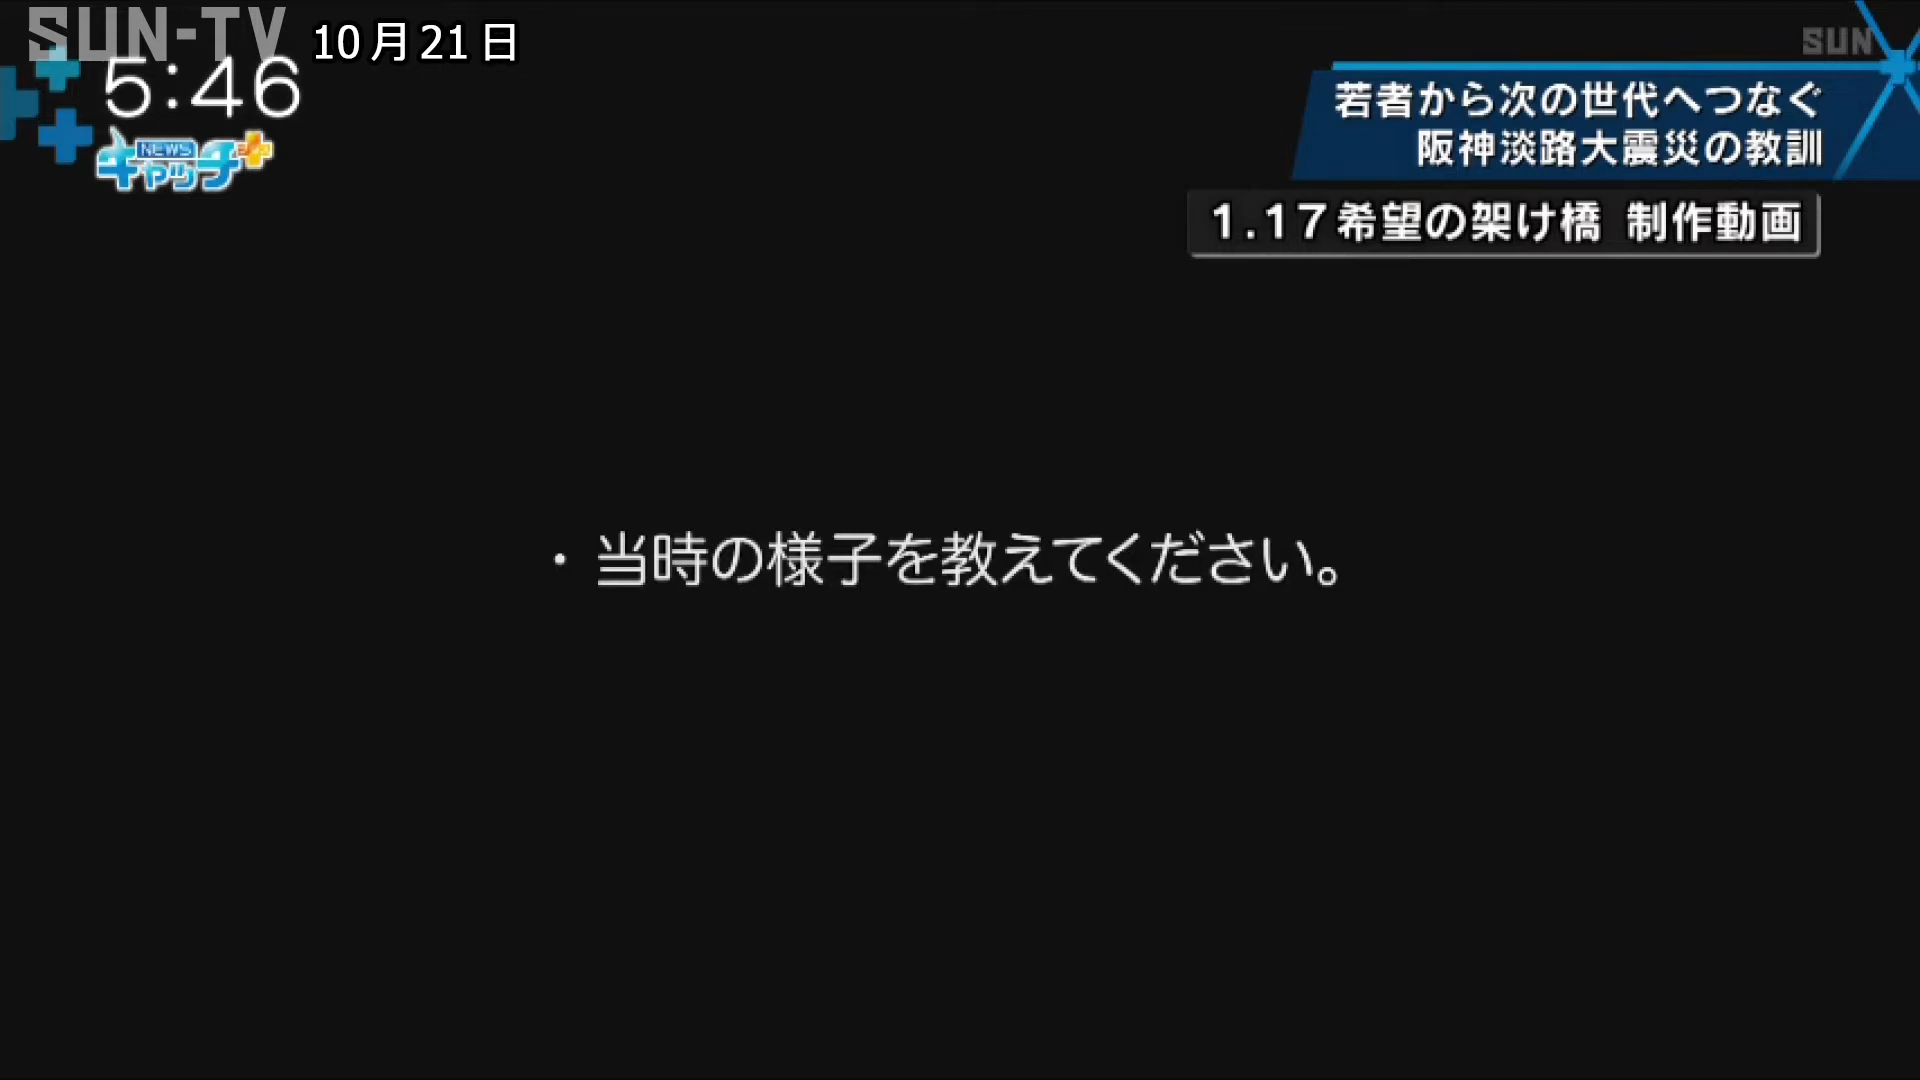 SUN-TV
10月21日
5:46
NEWS
キャッチ+
SUN
若者から次の世代へつなぐ
阪神淡路大震災の教訓
1.17希望の架け橋 制作動画
・当時の様子を教えてください。